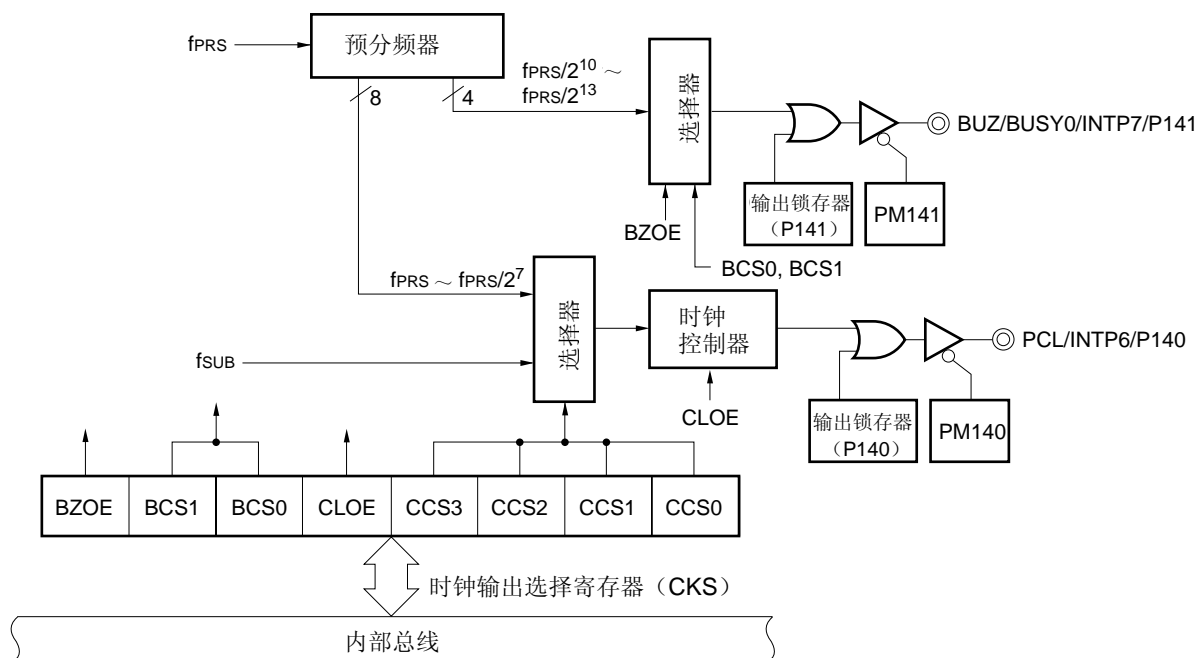 fPRS
预分频器
8
4
fPRS/2^10 ～
fPRS/2^13
选择器
BZOE
BCS0, BCS1
输出锁存器
（P141）
PM141
BUZ/BUSY0/INTP7/P141
fPRS ～ fPRS/2^7
fSUB
选择器
时钟
控制器
CLOE
输出锁存器
（P140）
PM140
PCL/INTP6/P140
BZOE BCS1 BCS0 CLOE CCS3 CCS2 CCS1 CCS0
时钟输出选择寄存器（CKS）
内部总线